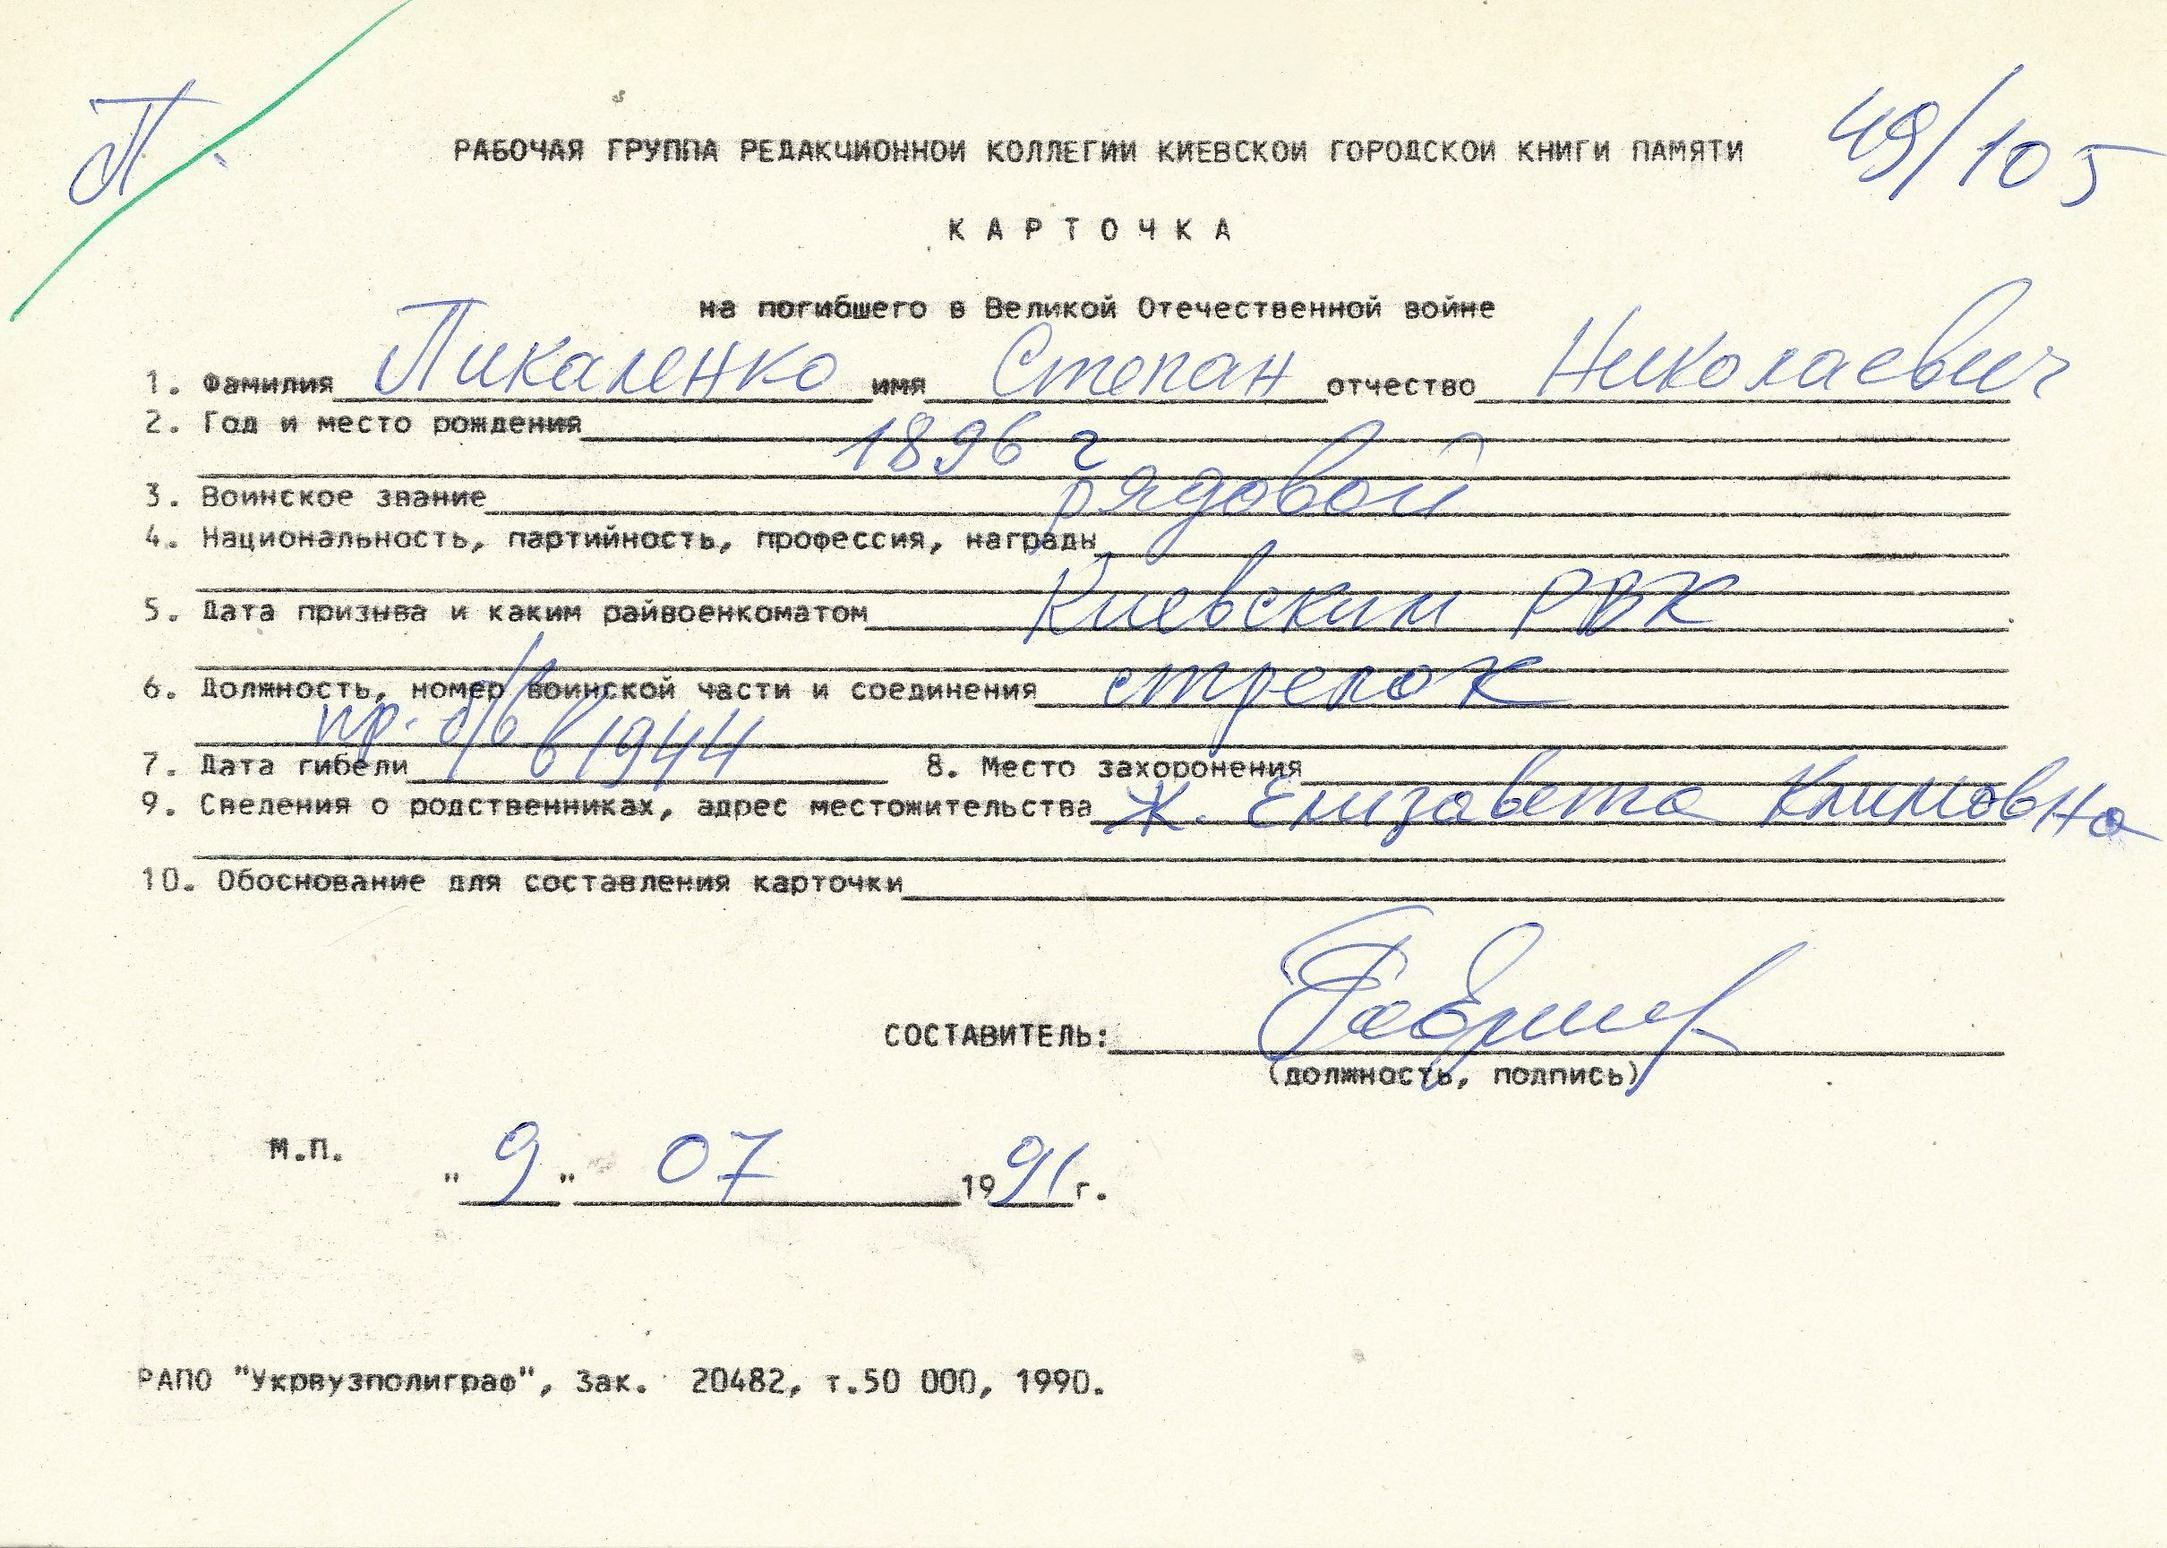 П.
49/105
РАБОЧАЯ ГРУППА РЕДАКЦИОННОЙ КОЛЛЕГИИ КИЕВСКОЙ ГОРОДСКОЙ КНИГИ ПАМЯТИ
КАРТОЧКА
на погибшего в Великой Отечественной войне
1. Фамилия Пикаленко имя Степан отчество Николаевич
2. Год и место рождения
1896 г
3. Воинское звание рядовой
4. Национальность, партийность, профессия, награды
5. Дата призыва и каким райвоенкоматом Киевским РВК
6. Должность, номер воинской части и соединения стрелок
7. Дата гибели пр. б/в в 1944 8. Место захоронения
9. Сведения о родственниках, адрес местожительства Ж. Елизавета Климовна
10. Обоснование для составления карточки
СОСТАВИТЕЛЬ:
(должность, подпись)
М.П.
"9" 07 1991 г.
РАПО "Укрвузполиграф", Зак. 20482, т.50 000, 1990.